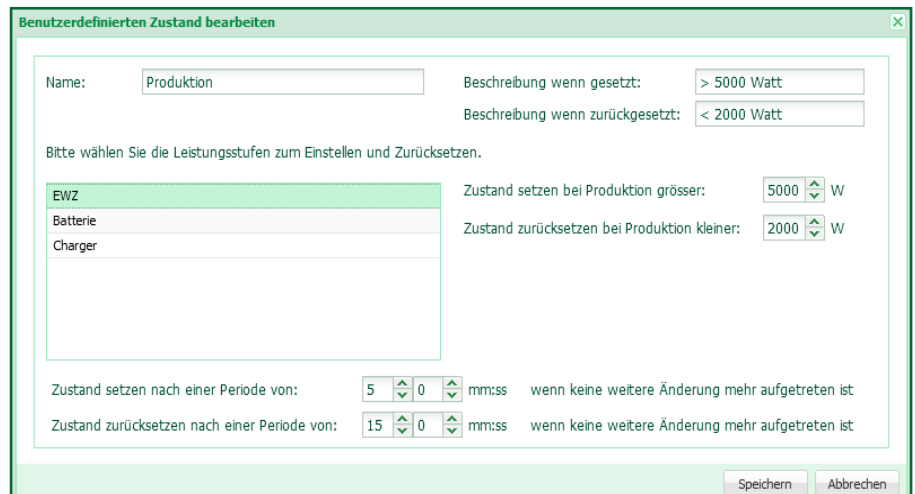 Benutzerdefinierten Zustand bearbeiten
Name: Produktion Beschreibung wenn gesetzt: > 5000 Watt
Beschreibung wenn zurückgesetzt: < 2000 Watt
Bitte wählen Sie die Leistungsstufen zum Einstellen und Zurücksetzen.
EWZ
Batterie
Charger
Zustand setzen bei Produktion grösser: 5000 W
Zustand zurücksetzen bei Produktion kleiner: 2000 W
Zustand setzen nach einer Periode von: 5 0 mm:ss wenn keine weitere Änderung mehr aufgetreten ist
Zustand zurücksetzen nach einer Periode von: 15 0 mm:ss wenn keine weitere Änderung mehr aufgetreten ist
Speichern Abbrechen